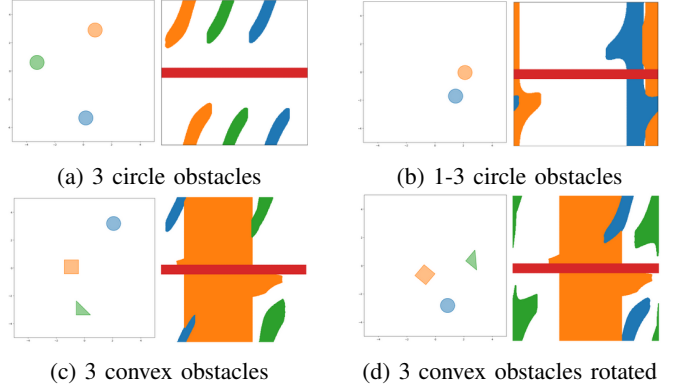 (a) 3 circle obstacles
(b) 1-3 circle obstacles
(c) 3 convex obstacles
(d) 3 convex obstacles rotated